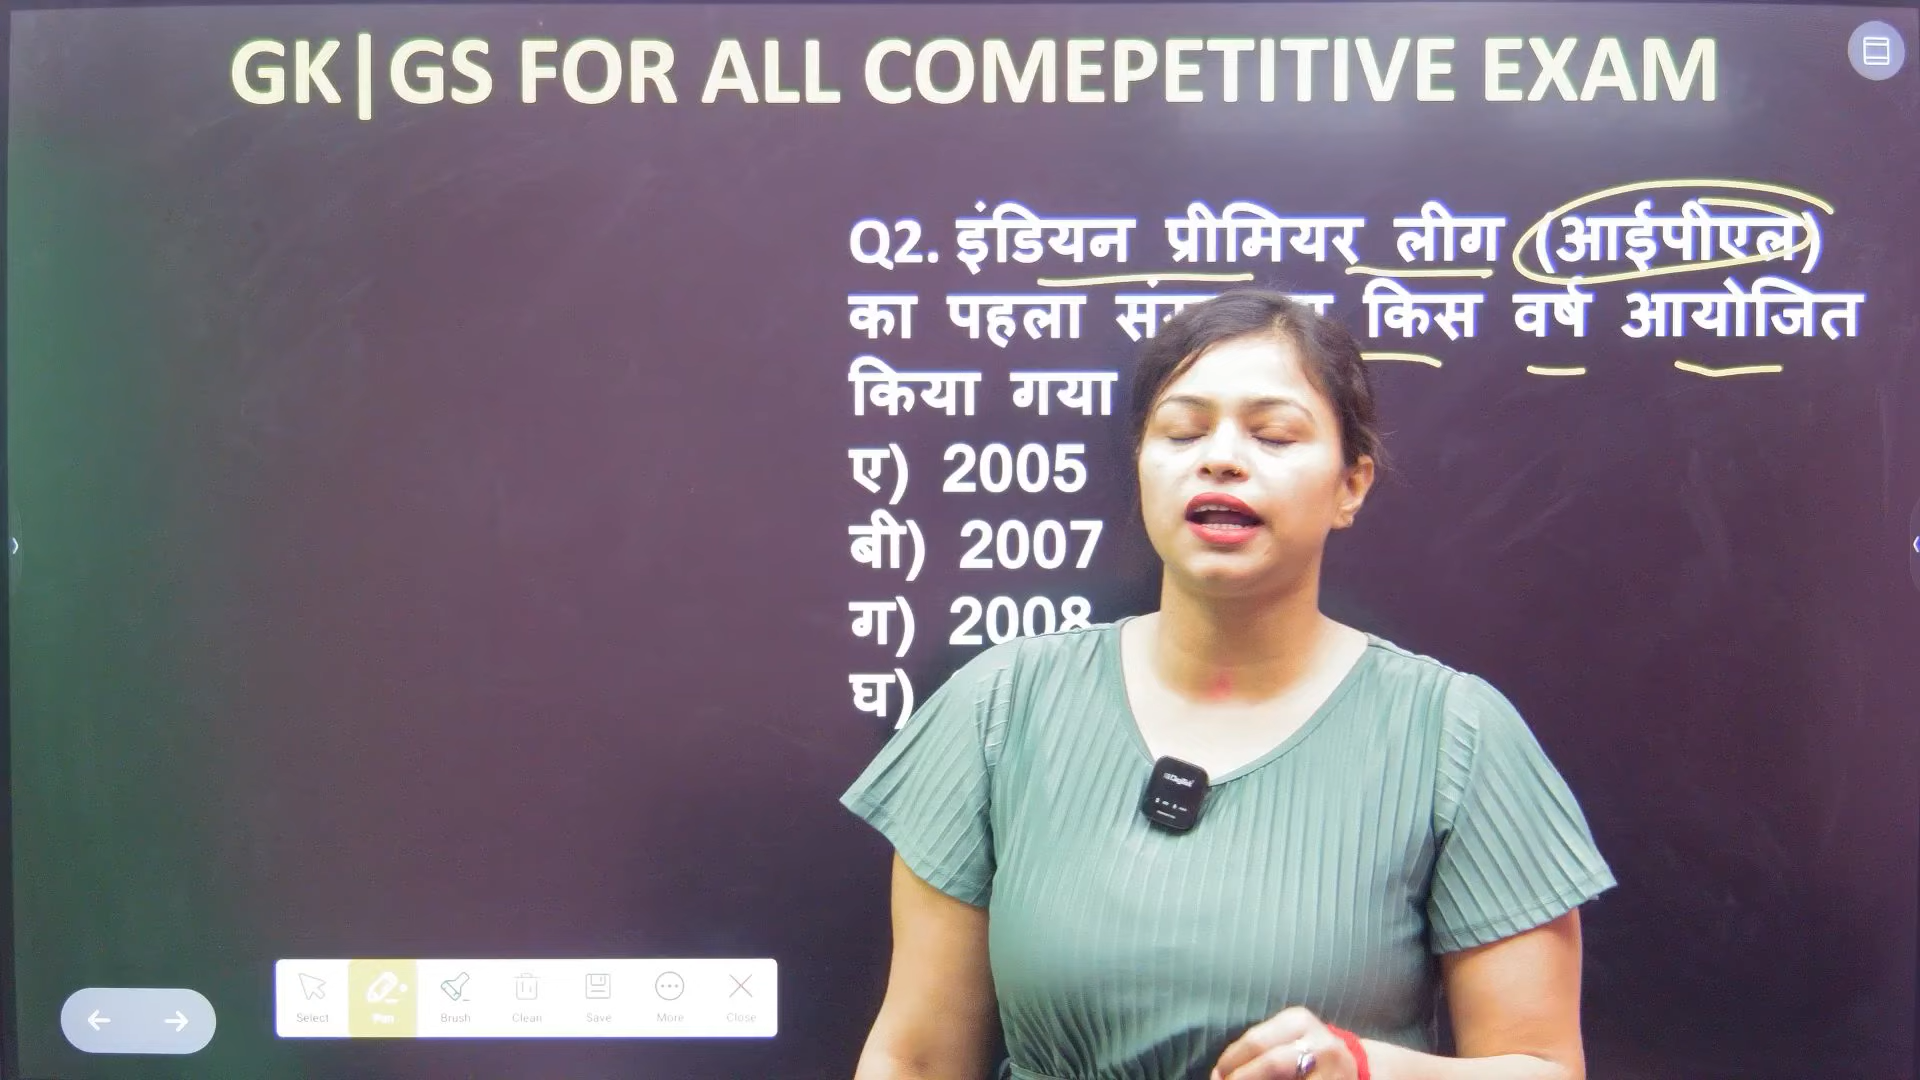 GK|GS FOR ALL COMEPETITIVE EXAM
Q2. इंडियन प्रीमियर लीग (आईपीएल)
का पहला किस वर्ष आयोजित
किया गया
ए) 2005
बी) 2007
ग) 2008
घ)
Select Pen Brush Clean Save More Close